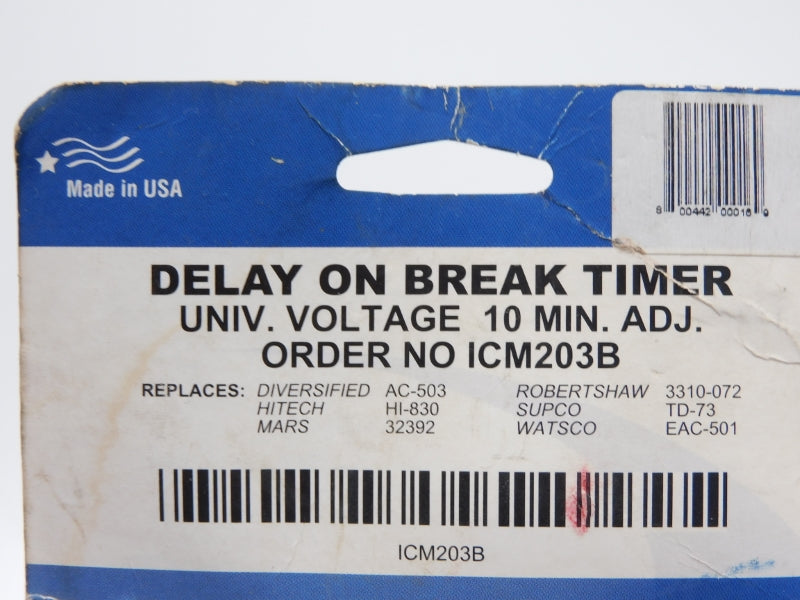 Made in USA
8 00442 00016 9
DELAY ON BREAK TIMER
UNIV. VOLTAGE 10 MIN. ADJ.
ORDER NO ICM203B
REPLACES: DIVERSIFIED AC-503 ROBERTSHAW 3310-072
HITECH HI-830 SUPCO TD-73
MARS 32392 WATSCO EAC-501
ICM203B